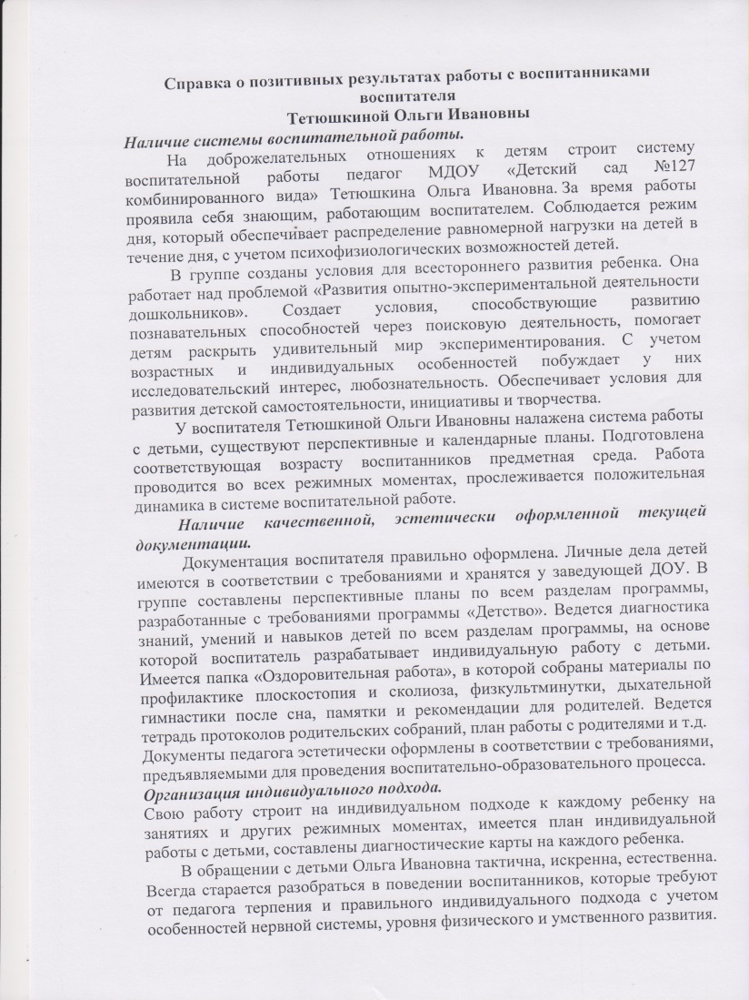 Справка о позитивных результатах работы с воспитанниками
воспитателя
Тетюшкиной Ольги Ивановны
Наличие системы воспитательной работы.
На доброжелательных отношениях к детям строит систему
воспитательной работы педагог МДОУ «Детский сад №127
комбинированного вида» Тетюшкина Ольга Ивановна. За время работы
проявила себя знающим, работающим воспитателем. Соблюдается режим
дня, который обеспечивает распределение равномерной нагрузки на детей в
течение дня, с учетом психофизиологических возможностей детей.
В группе созданы условия для всестороннего развития ребенка. Она
работает над проблемой «Развития опытно-экспериментальной деятельности
дошкольников». Создает условия, способствующие развитию
познавательных способностей через поисковую деятельность, помогает
детям раскрыть удивительный мир экспериментирования. С учетом
возрастных и индивидуальных особенностей побуждает у них
исследовательский интерес, любознательность. Обеспечивает условия для
развития детской самостоятельности, инициативы и творчества.
У воспитателя Тетюшкиной Ольги Ивановны налажена система работы
с детьми, существуют перспективные и календарные планы. Подготовлена
соответствующая возрасту воспитанников предметная среда. Работа
проводится во всех режимных моментах, прослеживается положительная
динамика в системе воспитательной работе.
Наличие качественной, эстетически оформленной текущей
документации.
Документация воспитателя правильно оформлена. Личные дела детей
имеются в соответствии с требованиями и хранятся у заведующей ДОУ. В
группе составлены перспективные планы по всем разделам программы,
разработанные с требованиями программы «Детство». Ведется диагностика
знаний, умений и навыков детей по всем разделам программы, на основе
которой воспитатель разрабатывает индивидуальную работу с детьми.
Имеется папка «Оздоровительная работа», в которой собраны материалы по
профилактике плоскостопия и сколиоза, физкультминутки, дыхательной
гимнастики после сна, памятки и рекомендации для родителей. Ведется
тетрадь протоколов родительских собраний, план работы с родителями и т.д.
Документы педагога эстетически оформлены в соответствии с требованиями,
предъявляемыми для проведения воспитательно-образовательного процесса.
Организация индивидуального подхода.
Свою работу строит на индивидуальном подходе к каждому ребенку на
занятиях и других режимных моментах, имеется план индивидуальной
работы с детьми, составлены диагностические карты на каждого ребенка.
В обращении с детьми Ольга Ивановна тактична, искренна, естественна.
Всегда старается разобраться в поведении воспитанников, которые требуют
от педагога терпения и правильного индивидуального подхода с учетом
особенностей нервной системы, уровня физического и умственного развития.